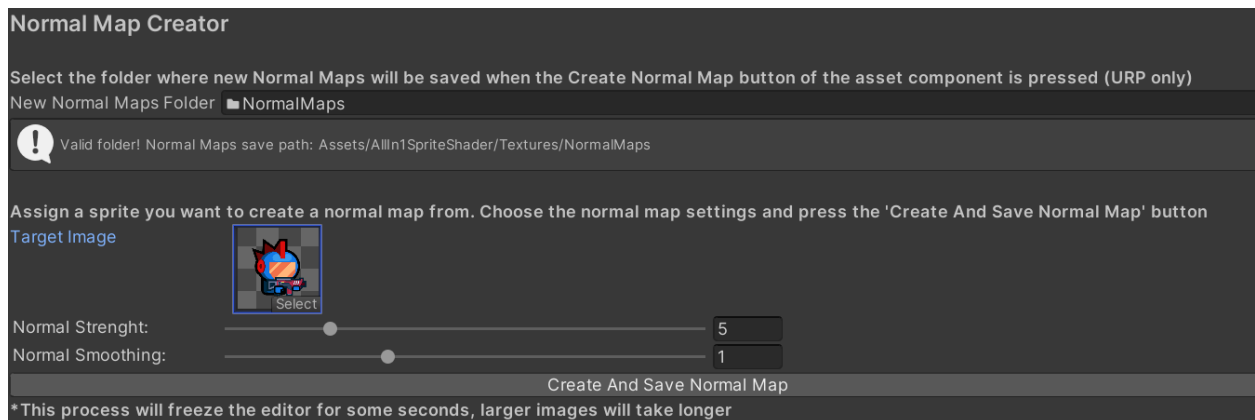 Normal Map Creator
Select the folder where new Normal Maps will be saved when the Create Normal Map button of the asset component is pressed (URP only)
New Normal Maps Folder NormalMaps
Valid folder! Normal Maps save path: Assets/AllIn1SpriteShader/Textures/NormalMaps
Assign a sprite you want to create a normal map from. Choose the normal map settings and press the 'Create And Save Normal Map' button
Target Image
Select
Normal Strenght: 5
Normal Smoothing: 1
Create And Save Normal Map
*This process will freeze the editor for some seconds, larger images will take longer